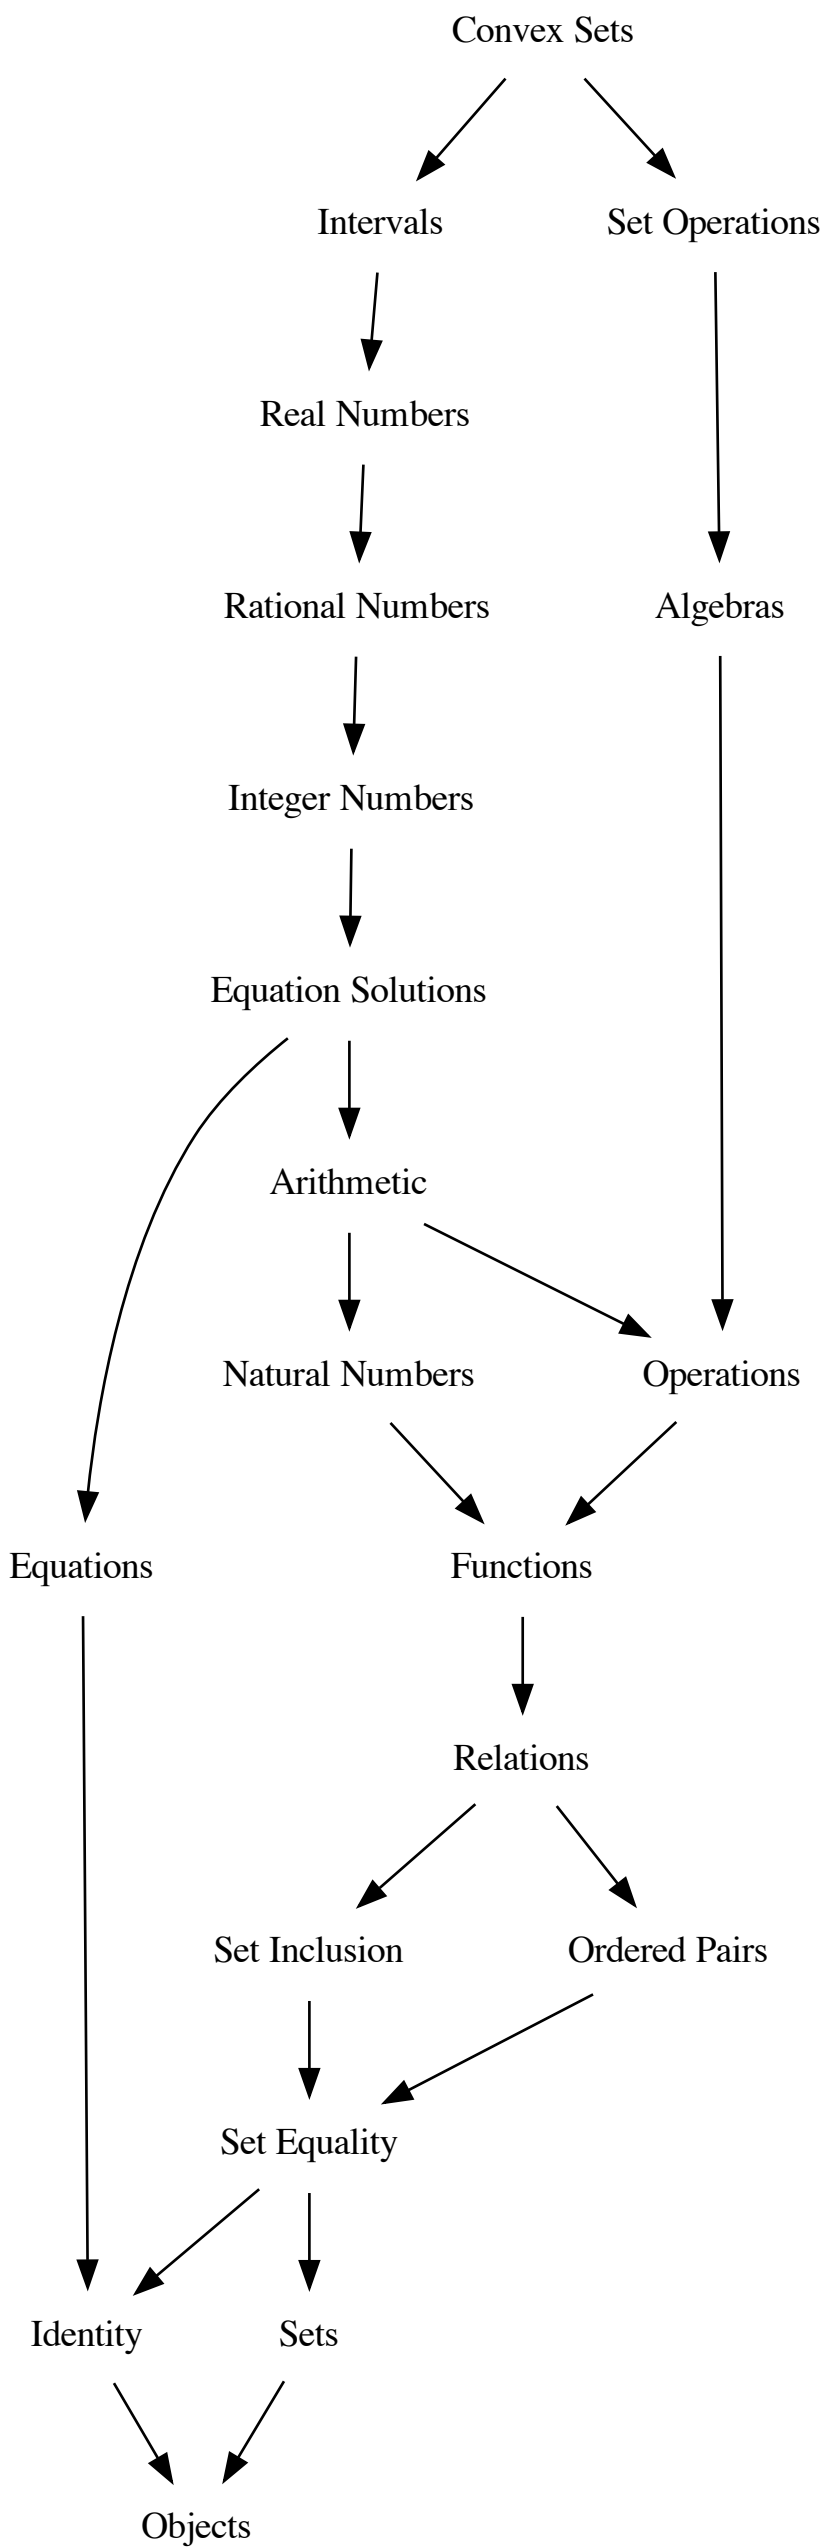 Convex Sets
Intervals
Set Operations
Real Numbers
Rational Numbers
Algebras
Integer Numbers
Equation Solutions
Arithmetic
Natural Numbers
Operations
Equations
Functions
Relations
Set Inclusion
Ordered Pairs
Set Equality
Identity
Sets
Objects